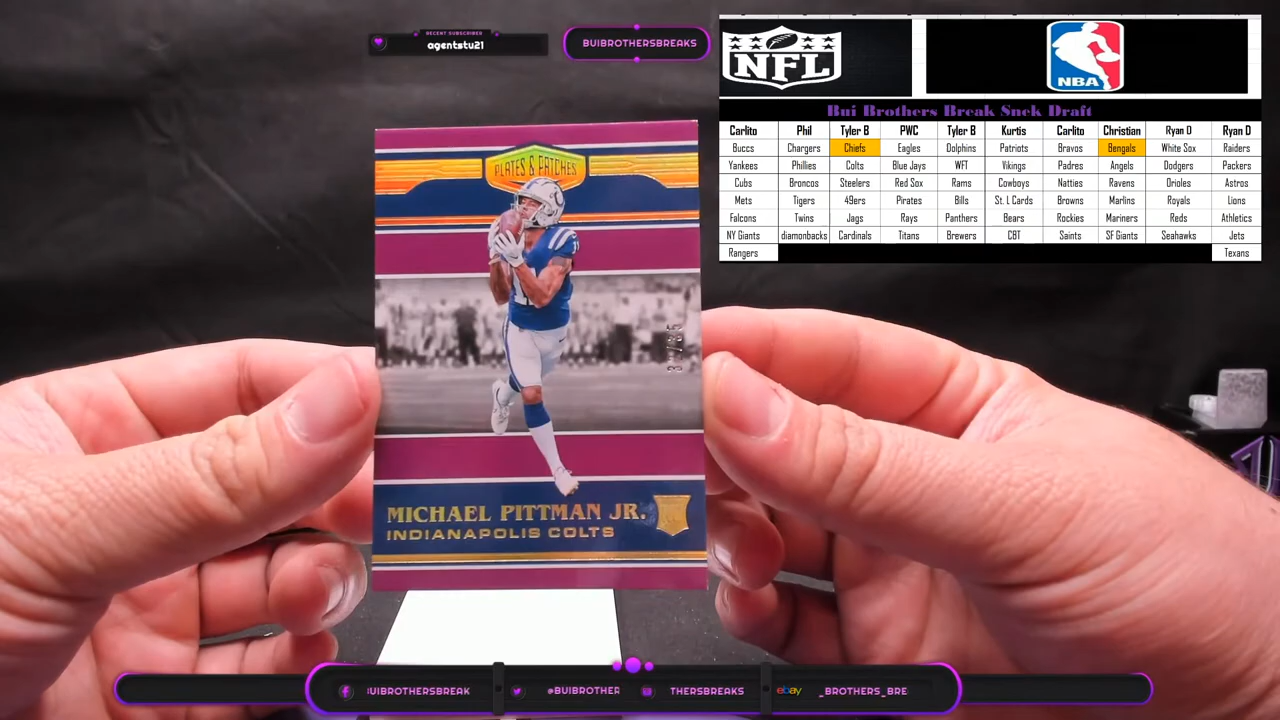 RECENT SUBSCRIBER
agentstu21
BUIBROTHERSBREAKS
NFL
NBA
Bui Brothers Break Snek Draft
Carlito Phil Tyler B PWC Tyler B Kurtis Carlito Christian Ryan O Ryan D
Buccs Chargers Chiefs Eagles Dolphins Patriots Bravos Bengals White Sox Raiders
Yankees Phillies Colts Blue Jays WFT Vikings Padres Angels Dodgers Packers
Cubs Broncos Steelers Red Sox Rams Cowboys Natties Ravens Orioles Astros
Mets Tigers 49ers Pirates Bills St. L Cards Browns Marlins Royals Lions
Falcons Twins Jags Rays Panthers Bears Rockies Mariners Reds Athletics
NY Giants diamonbacks Cardinals Titans Brewers CBT Saints SF Giants Seahawks Jets
Rangers Texans
PLATES & PATCHES
MICHAEL PITTMAN JR.
INDIANAPOLIS COLTS
UIBROTHERSBREAK @BUIBROTHER THERSBREAKS ebay _BROTHERS_BRE